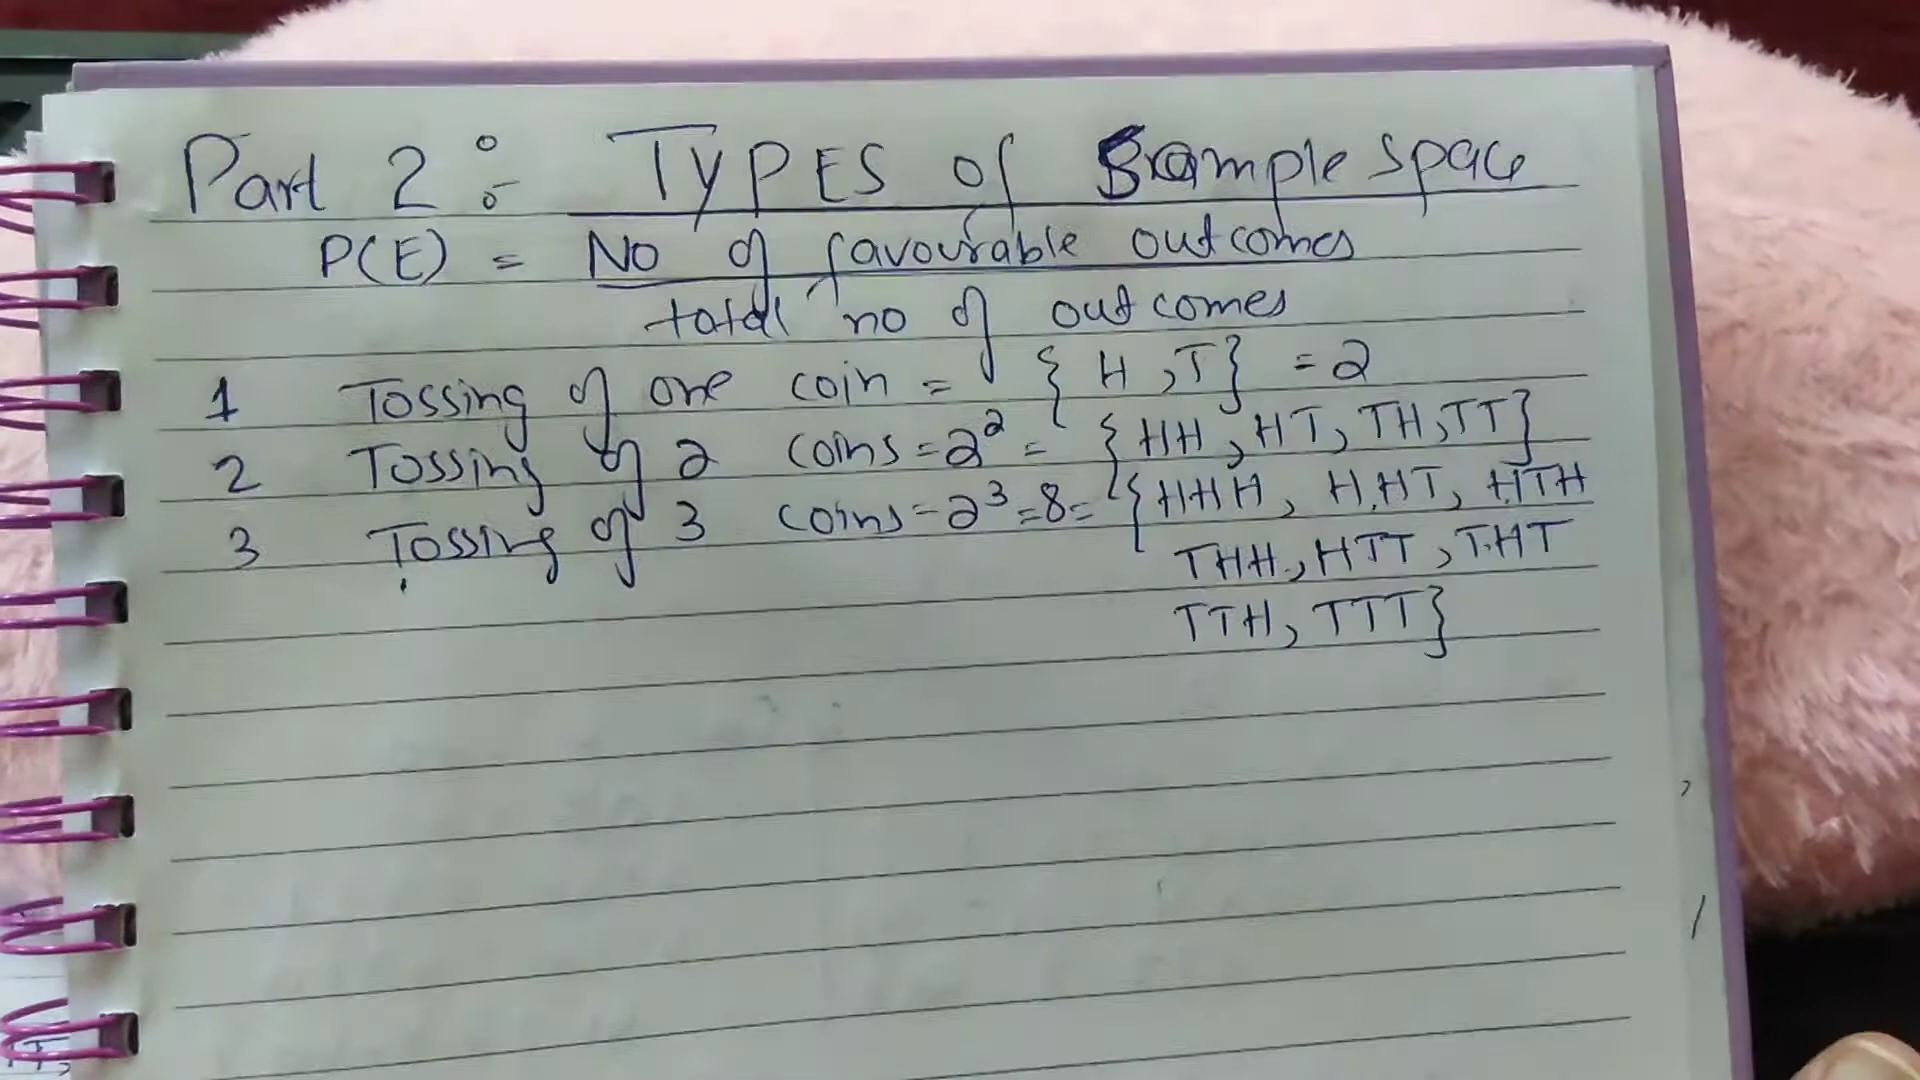 Part 2: TYPES of Sample space
P(E) = No of favourable outcomes
total no of outcomes
1 Tossing of one coin = { H , T} = 2
2 Tossing of 2 coins = 2² = { HH , HT, TH, TT}
3 Tossing of 3 coins = 2³ = 8 = { HHH, HHT, HTH
THH, HTT, THT
TTH, TTT}